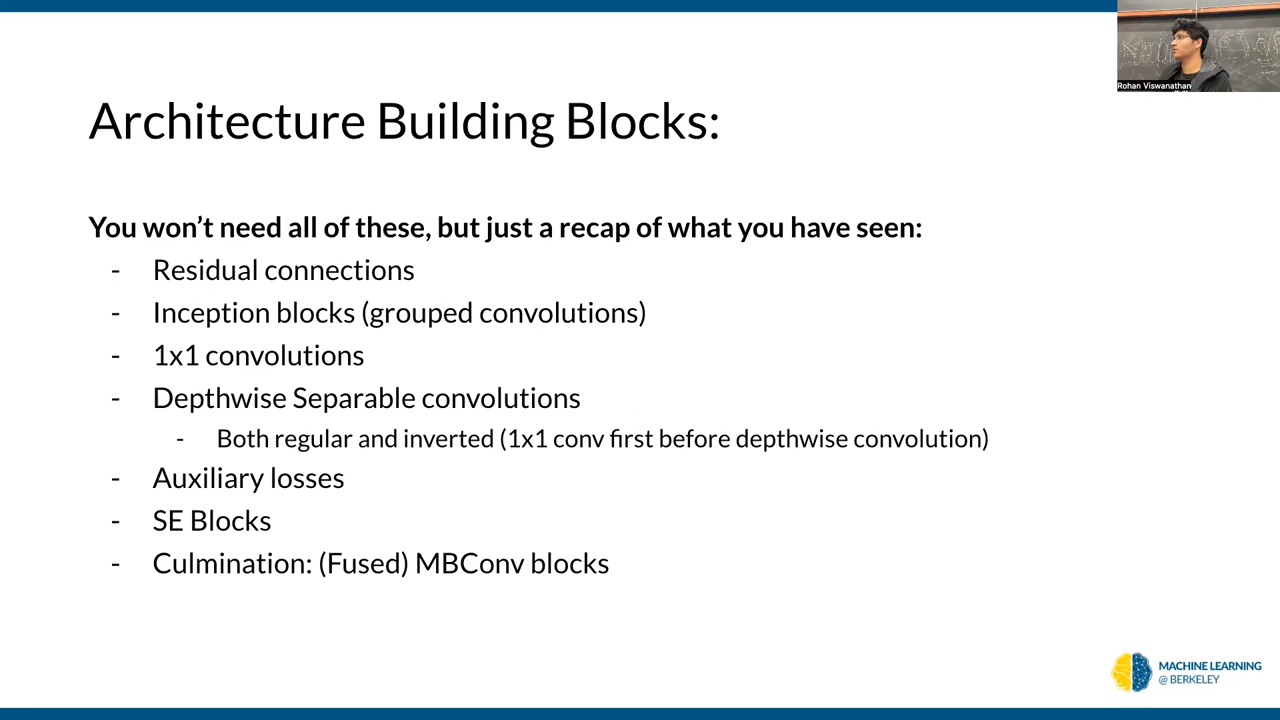 Rohan Viswanathan
Architecture Building Blocks:
You won't need all of these, but just a recap of what you have seen:
- Residual connections
- Inception blocks (grouped convolutions)
- 1x1 convolutions
- Depthwise Separable convolutions
- Both regular and inverted (1x1 conv first before depthwise convolution)
- Auxiliary losses
- SE Blocks
- Culmination: (Fused) MBConv blocks
MACHINE LEARNING
@ BERKELEY